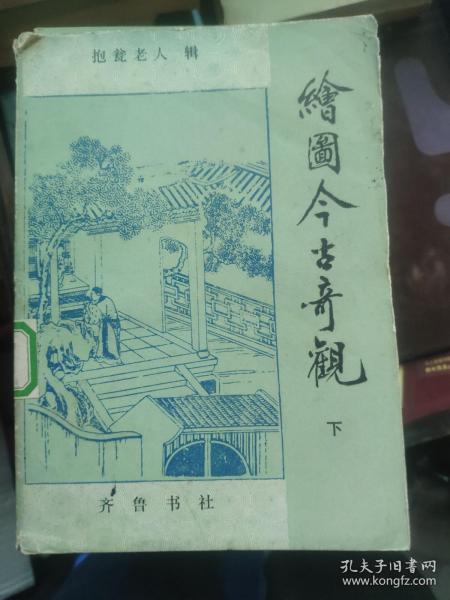 抱瓮老人 辑
繪圖今古奇觀
下
齐鲁书社
孔夫子旧书网
www.kongfz.com